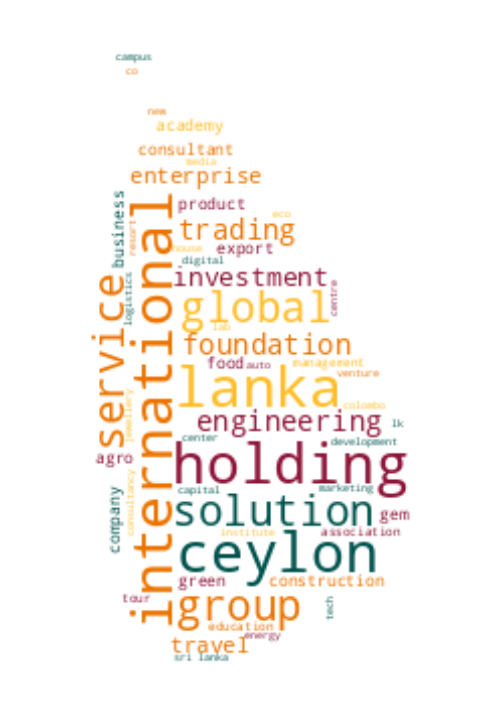 campus
co
new
academy
consultant
media
enterprise
business
resort
product
eco
trading
house
export
digital
international
service
logistics
investment
centre
global
lab
foundation
food
auto
management
venture
lanka
jewellery
colombo
engineering
lk
center
development
agro
holding
consultancy
company
capital
marketing
solution
gem
institute
association
ceylon
green
construction
tour
group
tech
education
energy
travel
sri lanka